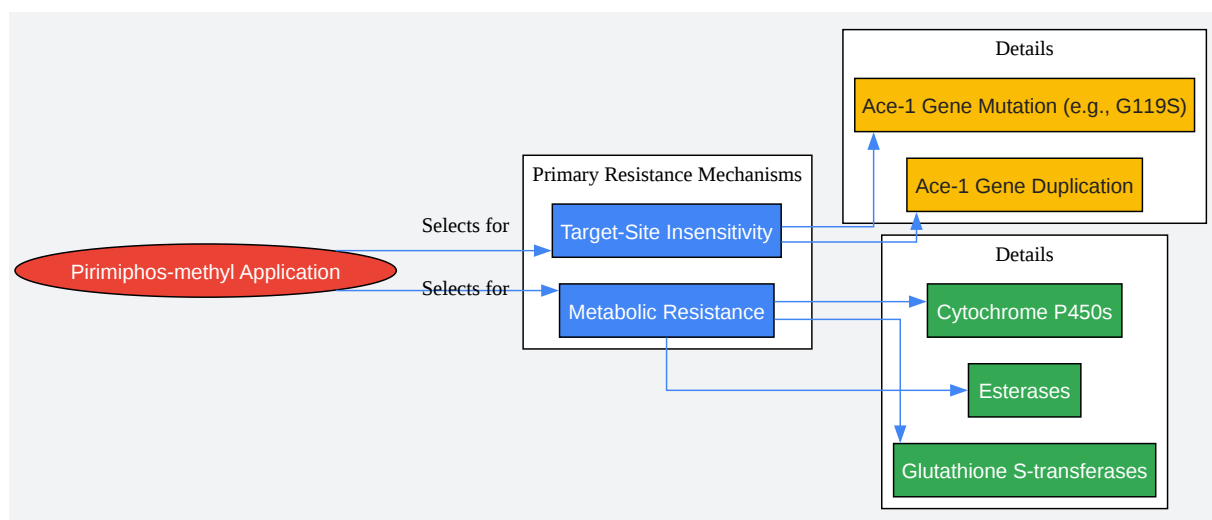 Pirimiphos-methyl Application
Selects for
Selects for
Primary Resistance Mechanisms
Target-Site Insensitivity
Metabolic Resistance
Details
Ace-1 Gene Mutation (e.g., G119S)
Ace-1 Gene Duplication
Details
Cytochrome P450s
Esterases
Glutathione S-transferases